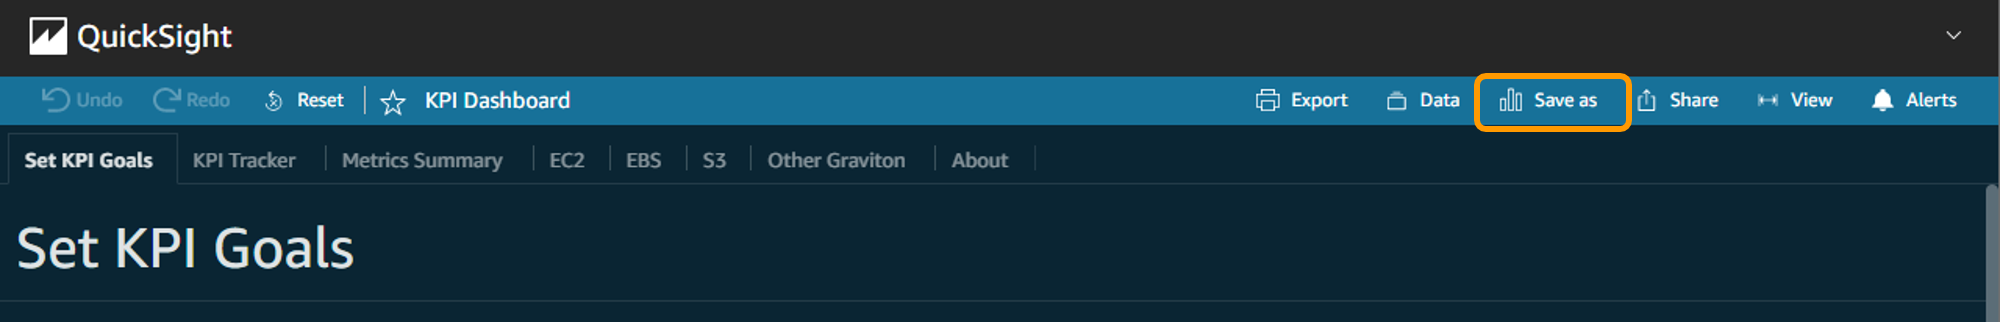 QuickSight
Undo Redo Reset KPI Dashboard Export Data Save as Share View Alerts
Set KPI Goals KPI Tracker Metrics Summary EC2 EBS S3 Other Graviton About
Set KPI Goals